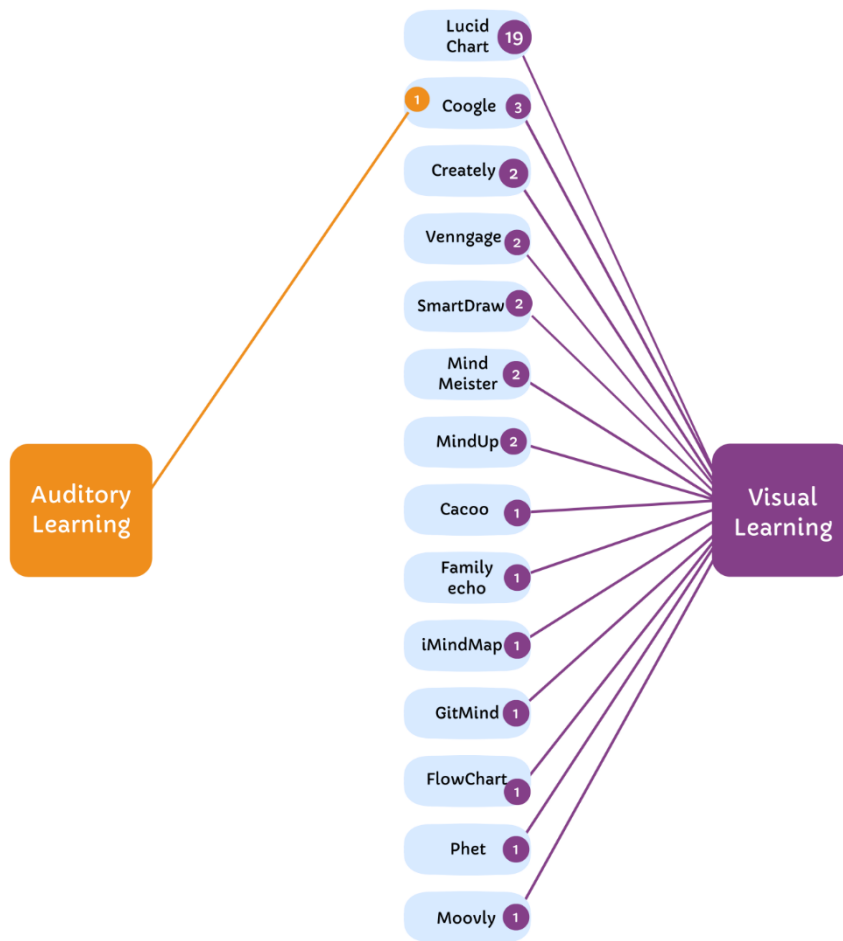 Lucid
Chart
19
1
Coogle
3
Creately
2
Venngage
2
SmartDraw
2
Mind
Meister
2
MindUp
2
Auditory
Learning
Visual
Learning
Cacoo
1
Family
echo
1
iMindMap
1
GitMind
1
FlowChart
1
Phet
1
Moovly
1